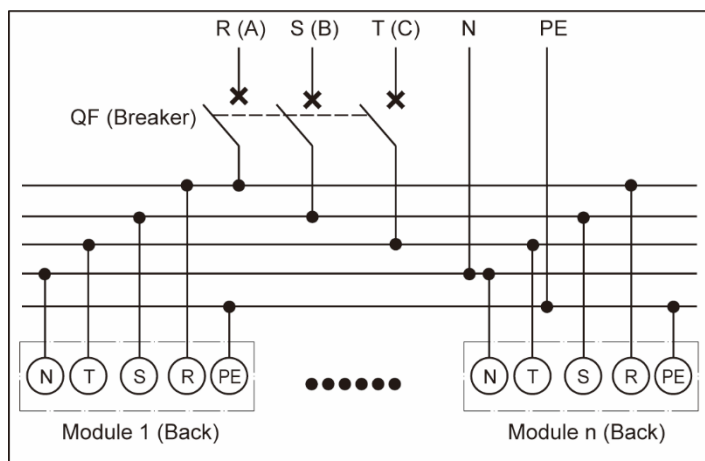 R (A) S (B) T (C) N PE
QF (Breaker)
N T S R PE N T S R PE
Module 1 (Back) Module n (Back)